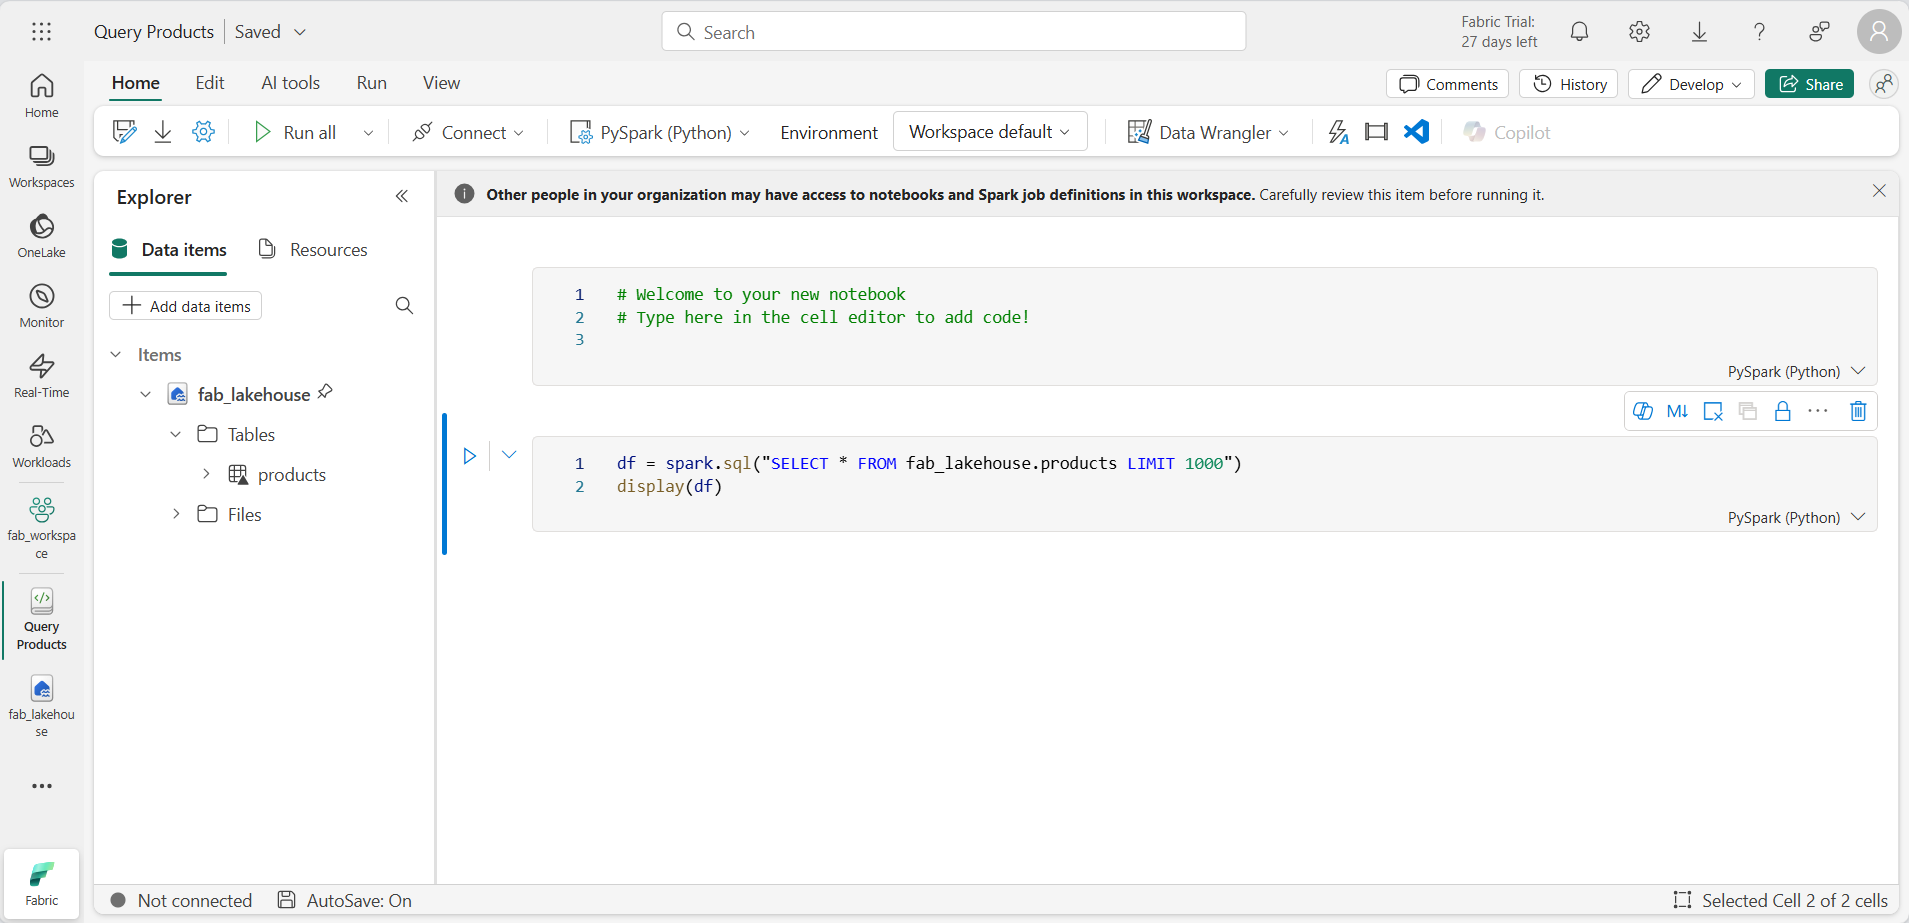 Query Products
Saved
Search
Fabric Trial:
27 days left
?
Home
Edit
AI tools
Run
View
Comments
History
Develop
Share
Run all
Connect
PySpark (Python)
Environment
Workspace default
Data Wrangler
Copilot
Home
Workspaces
OneLake
Monitor
Real-Time
Workloads
fab_workspa
ce
Query
Products
fab_lakehou
se
Fabric
Explorer
Data items
Resources
Add data items
Items
fab_lakehouse
Tables
products
Files
Other people in your organization may have access to notebooks and Spark job definitions in this workspace. Carefully review this item before running it.
1 # Welcome to your new notebook
2 # Type here in the cell editor to add code!
3
PySpark (Python)
M↓
1 df = spark.sql("SELECT * FROM fab_lakehouse.products LIMIT 1000")
2 display(df)
PySpark (Python)
Not connected
AutoSave: On
Selected Cell 2 of 2 cells